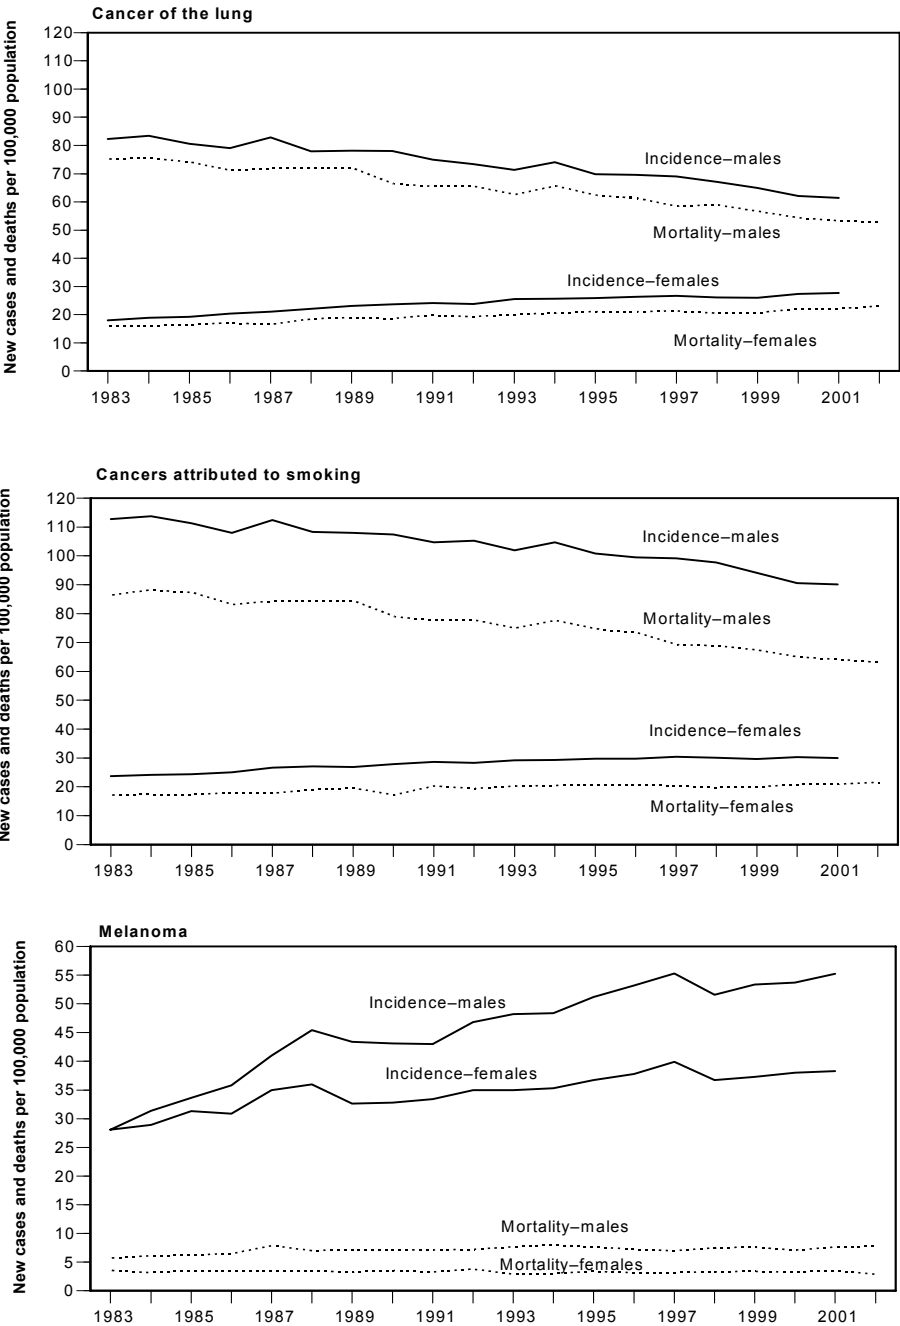 Cancer of the lung
New cases and deaths per 100,000 population
120
110
100
90
80
70
60
50
40
30
20
10
0
Incidence–males
Mortality–males
Incidence–females
Mortality–females
1983 1985 1987 1989 1991 1993 1995 1997 1999 2001
Cancers attributed to smoking
New cases and deaths per 100,000 population
120
110
100
90
80
70
60
50
40
30
20
10
0
Incidence–males
Mortality–males
Incidence–females
Mortality–females
1983 1985 1987 1989 1991 1993 1995 1997 1999 2001
Melanoma
New cases and deaths per 100,000 population
60
55
50
45
40
35
30
25
20
15
10
5
0
Incidence–males
Incidence–females
Mortality–males
Mortality–females
1983 1985 1987 1989 1991 1993 1995 1997 1999 2001